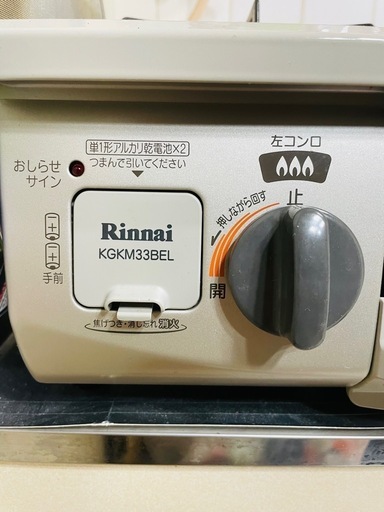 単1形アルカリ乾電池×2
つまんで引いてください
おしらせ
サイン
手前
Rinnai
KGKM33BEL
焦げつき・消し忘れ消火
左コンロ
止
押しながら回す
開